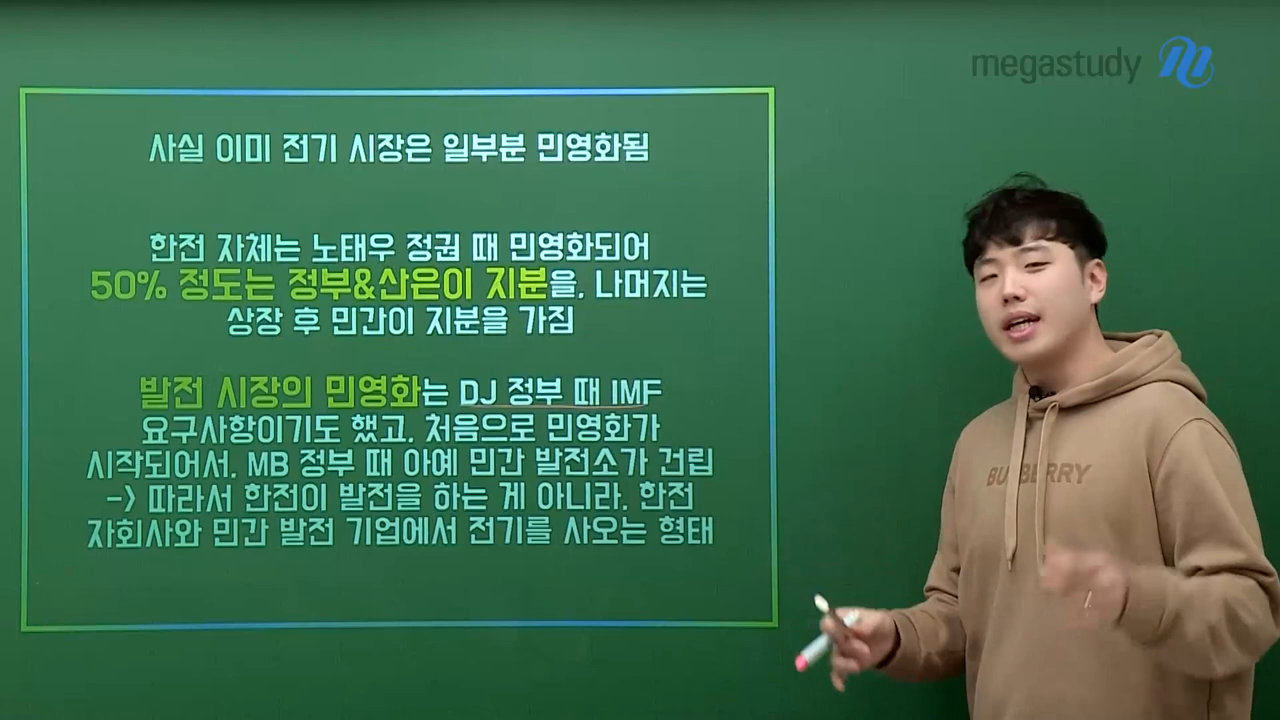 megastudy
사실 이미 전기 시장은 일부분 민영화됨
한전 자체는 노태우 정권 때 민영화되어
50% 정도는 정부&산은이 지분을, 나머지는
상장 후 민간이 지분을 가짐
발전 시장의 민영화는 DJ 정부 때 IMF
요구사항이기도 했고, 처음으로 민영화가
시작되어서, MB 정부 때 아예 민간 발전소가 건립
-> 따라서 한전이 발전을 하는 게 아니라, 한전
자회사와 민간 발전 기업에서 전기를 사오는 형태
BURBERRY